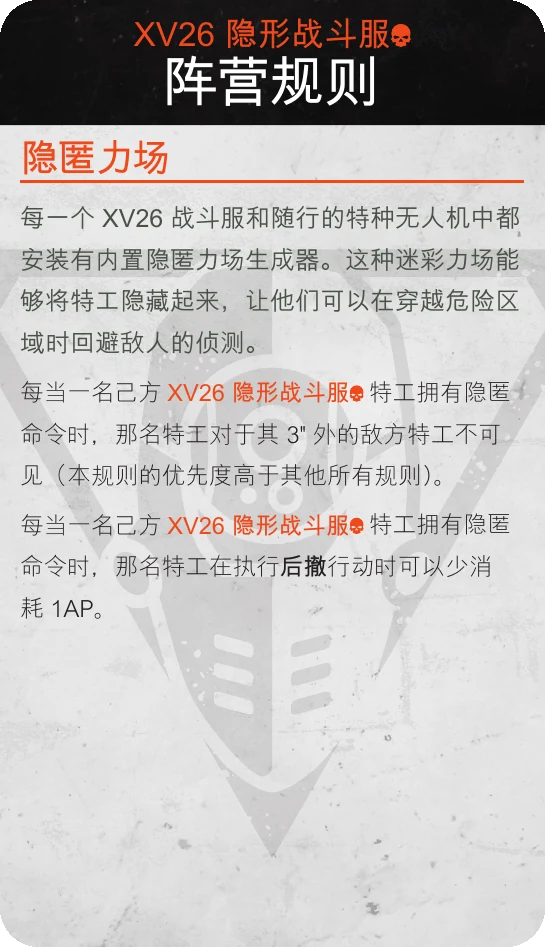 XV26 隐形战斗服
阵营规则
隐匿力场
每一个 XV26 战斗服和随行的特种无人机中都
安装有内置隐匿力场生成器。这种迷彩力场能
够将特工隐藏起来，让他们可以在穿越危险区
域时回避敌人的侦测。
每当一名己方 XV26 隐形战斗服 特工拥有隐匿
命令时，那名特工对于其 3" 外的敌方特工不可
见（本规则的优先度高于其他所有规则）。
每当一名己方 XV26 隐形战斗服 特工拥有隐匿
命令时，那名特工在执行后撤行动时可以少消
耗 1AP。